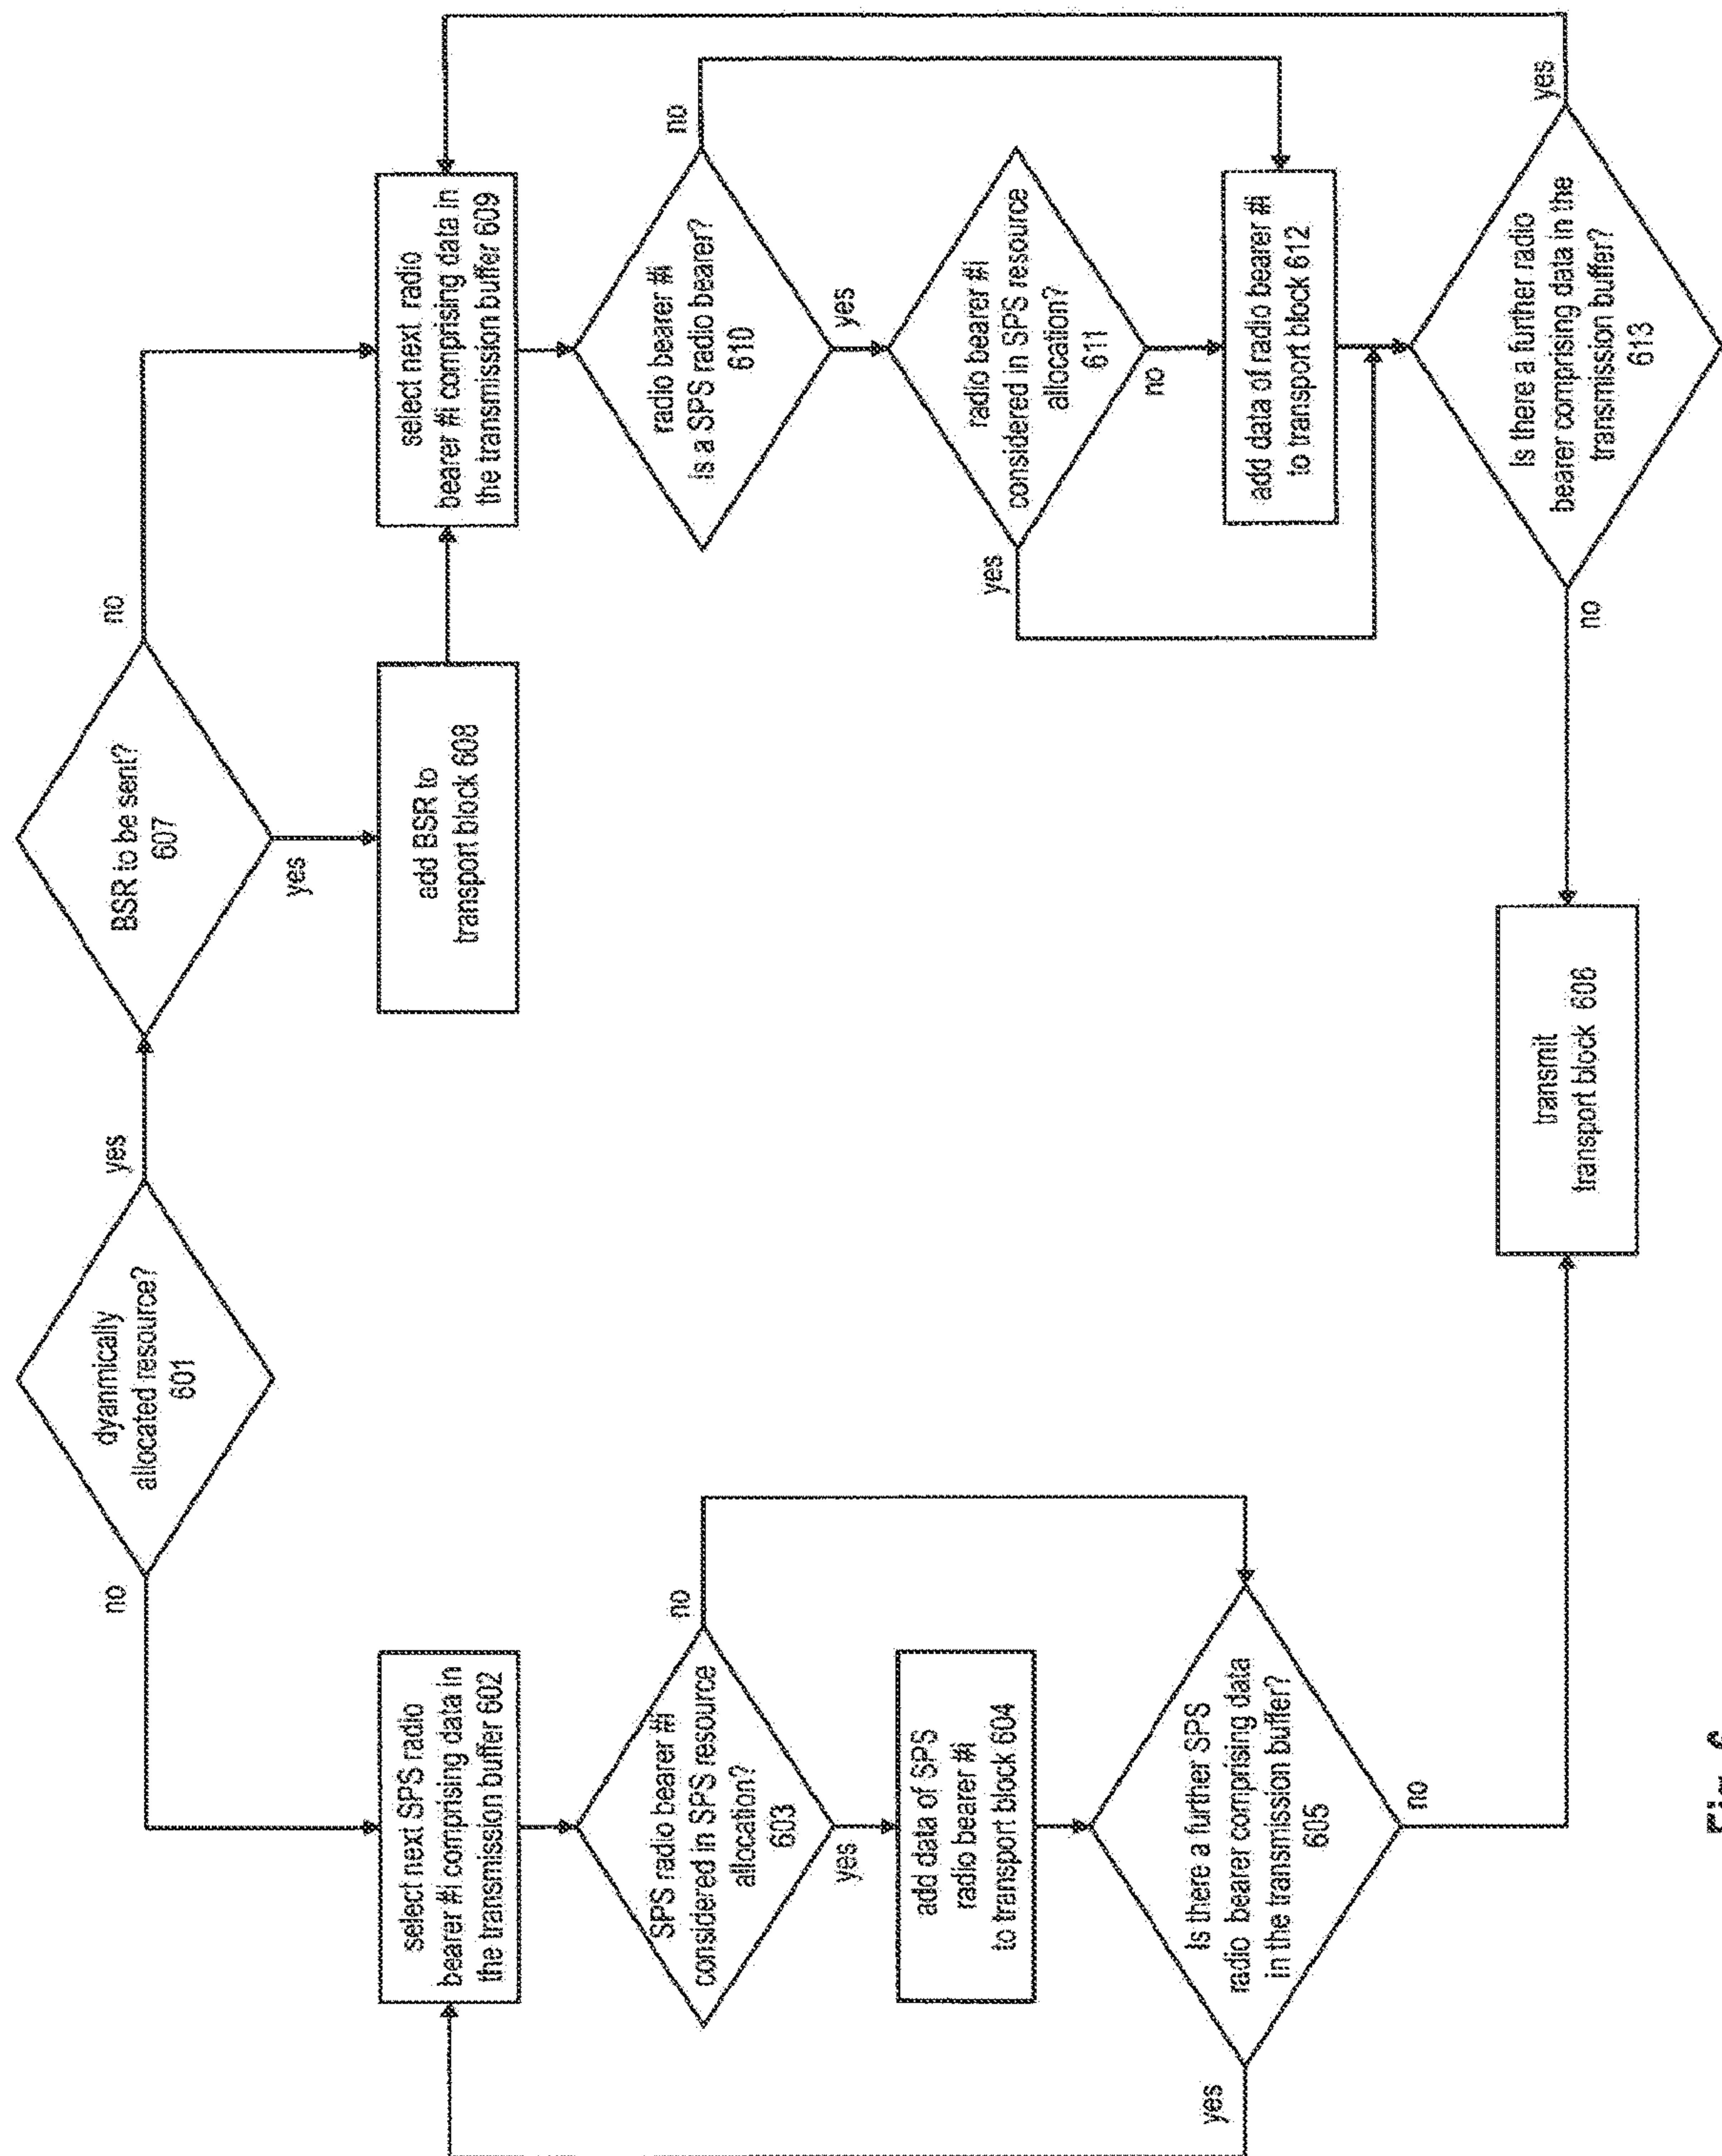 dyanmically
allocated resource?
601
no
yes
select next SPS radio
bearer #i comprising data in
the transmission buffer 602
SPS radio bearer #i
considered in SPS resource
allocation?
603
no
yes
add data of SPS
radio bearer #i
to transport block 604
Is there a further SPS
radio bearer comprising data
in the transmission buffer?
605
yes
no
transmit
transport block 606
BSR to be sent?
607
no
yes
add BSR to
transport block 608
select next radio
bearer #i comprising data in
the transmission buffer 609
radio bearer #i
is a SPS radio bearer?
610
no
yes
radio bearer #i
considered in SPS resource
allocation?
611
yes
no
add data of radio bearer #i
to transport block 612
Is there a further radio
bearer comprising data in the
transmission buffer?
613
yes
no
Fig. 6